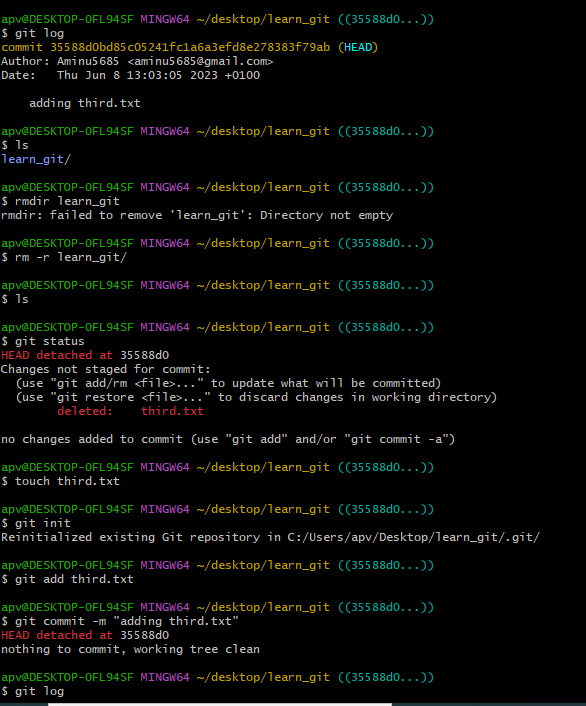 apv@DESKTOP-0FL94SF MINGW64 ~/desktop/learn_git ((35588d0...))
$ git log
commit 35588d0bd85c05241fc1a6a3efd8e278383f79ab (HEAD)
Author: Aminu5685 <aminu5685@gmail.com>
Date:   Thu Jun 8 13:03:05 2023 +0100
    adding third.txt
apv@DESKTOP-0FL94SF MINGW64 ~/desktop/learn_git ((35588d0...))
$ ls
learn_git/
apv@DESKTOP-0FL94SF MINGW64 ~/desktop/learn_git ((35588d0...))
$ rmdir learn_git
rmdir: failed to remove 'learn_git': Directory not empty
apv@DESKTOP-0FL94SF MINGW64 ~/desktop/learn_git ((35588d0...))
$ rm -r learn_git/
apv@DESKTOP-0FL94SF MINGW64 ~/desktop/learn_git ((35588d0...))
$ ls
apv@DESKTOP-0FL94SF MINGW64 ~/desktop/learn_git ((35588d0...))
$ git status
HEAD detached at 35588d0
Changes not staged for commit:
  (use "git add/rm <file>..." to update what will be committed)
  (use "git restore <file>..." to discard changes in working directory)
        deleted:    third.txt
no changes added to commit (use "git add" and/or "git commit -a")
apv@DESKTOP-0FL94SF MINGW64 ~/desktop/learn_git ((35588d0...))
$ touch third.txt
apv@DESKTOP-0FL94SF MINGW64 ~/desktop/learn_git ((35588d0...))
$ git init
Reinitialized existing Git repository in C:/Users/apv/Desktop/learn_git/.git/
apv@DESKTOP-0FL94SF MINGW64 ~/desktop/learn_git ((35588d0...))
$ git add third.txt
apv@DESKTOP-0FL94SF MINGW64 ~/desktop/learn_git ((35588d0...))
$ git commit -m "adding third.txt"
HEAD detached at 35588d0
nothing to commit, working tree clean
apv@DESKTOP-0FL94SF MINGW64 ~/desktop/learn_git ((35588d0...))
$ git log